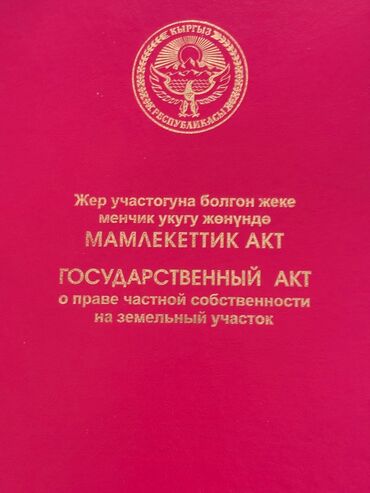 КЫРГЫЗ
РЕСПУБЛИКАСЫ
Жер участогуна болгон жеке
менчик укугу жөнүндө
МАМЛЕКЕТТИК АКТ
ГОСУДАРСТВЕННЫЙ АКТ
о праве частной собственности
на земельный участок